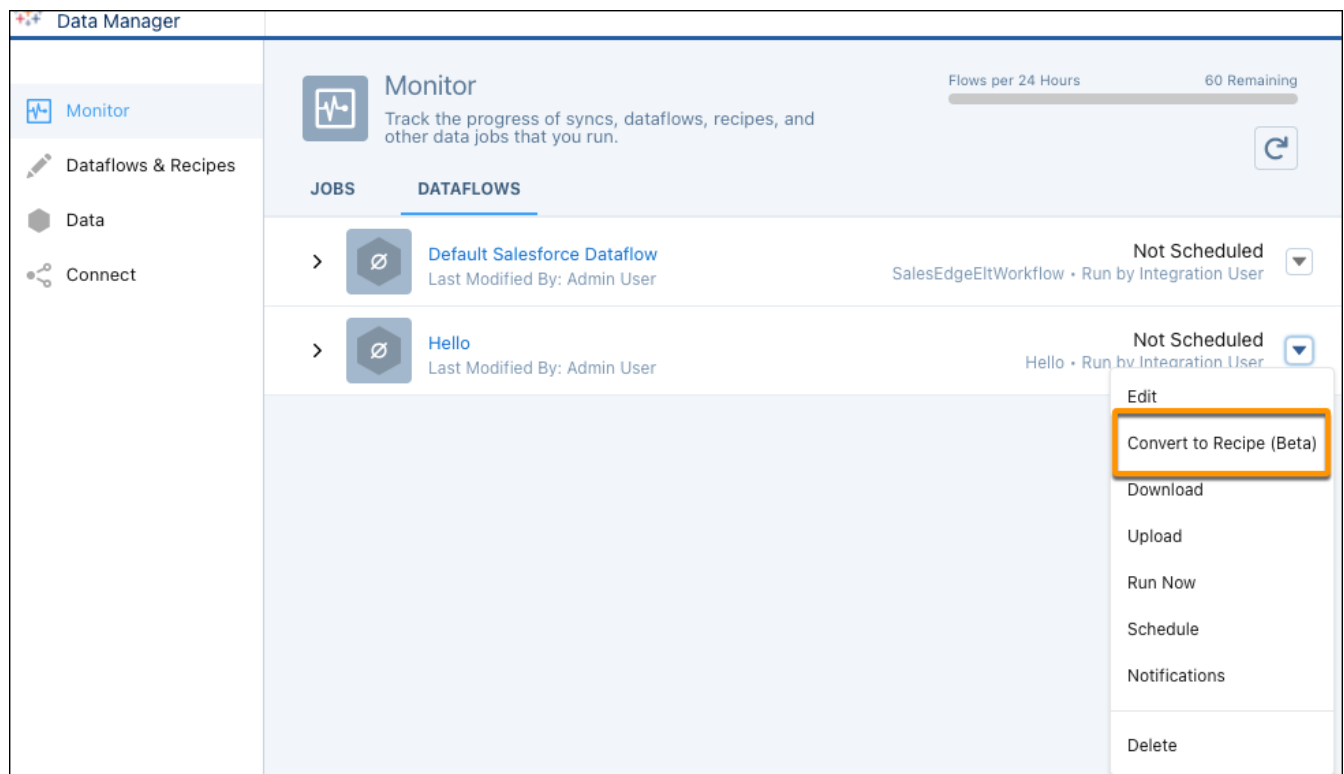 Data Manager
Monitor
Dataflows & Recipes
Data
Connect
Monitor
Track the progress of syncs, dataflows, recipes, and
other data jobs that you run.
Flows per 24 Hours
60 Remaining
JOBS
DATAFLOWS
Default Salesforce Dataflow
Last Modified By: Admin User
Not Scheduled
SalesEdgeEltWorkflow • Run by Integration User
Hello
Last Modified By: Admin User
Not Scheduled
Hello • Run by Integration User
Edit
Convert to Recipe (Beta)
Download
Upload
Run Now
Schedule
Notifications
Delete